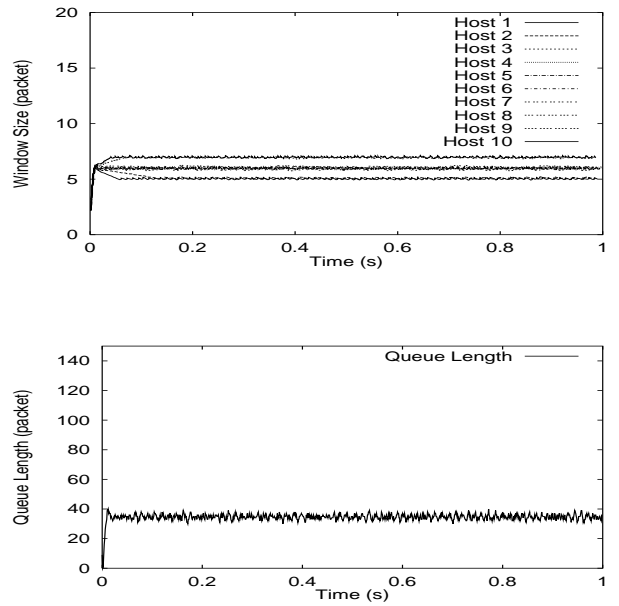 20
15
10
5
0
Window Size (packet)
Host 1
Host 2
Host 3
Host 4
Host 5
Host 6
Host 7
Host 8
Host 9
Host 10
0 0.2 0.4 0.6 0.8 1
Time (s)
140
120
100
80
60
40
20
0
Queue Length (packet)
Queue Length
0 0.2 0.4 0.6 0.8 1
Time (s)